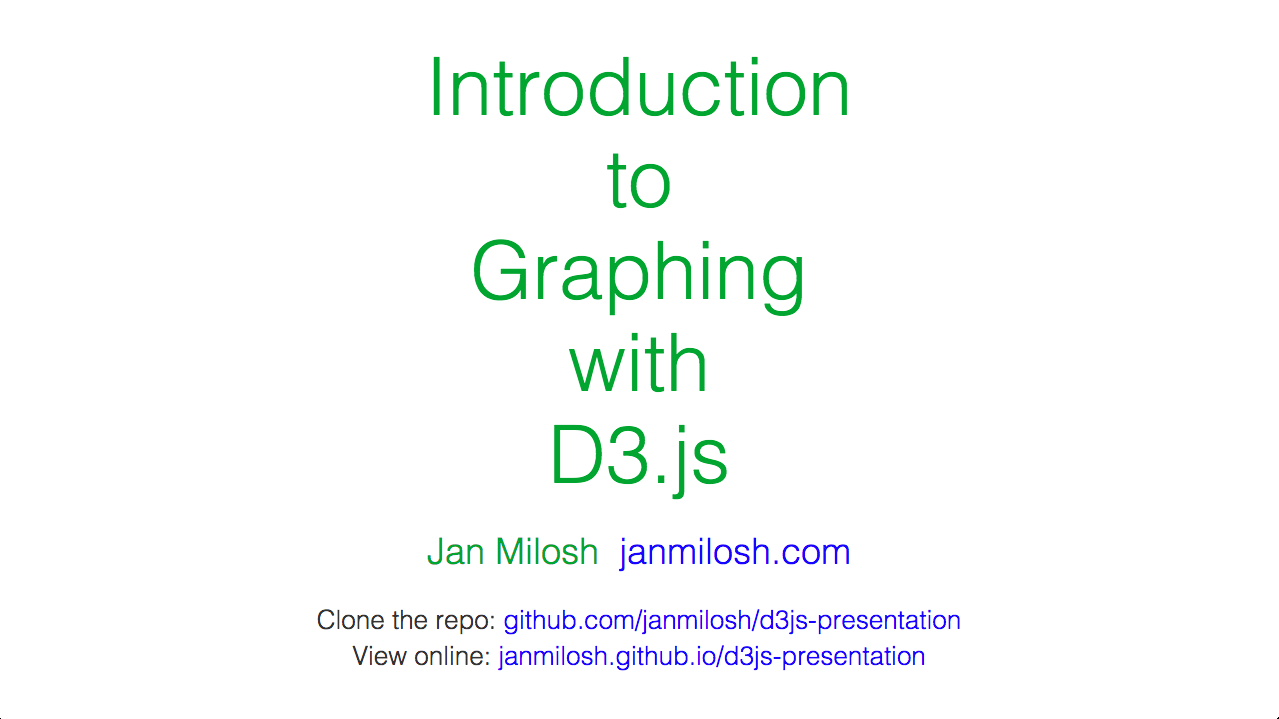 Introduction
to
Graphing
with
D3.js
Jan Milosh janmilosh.com
Clone the repo: github.com/janmilosh/d3js-presentation
View online: janmilosh.github.io/d3js-presentation